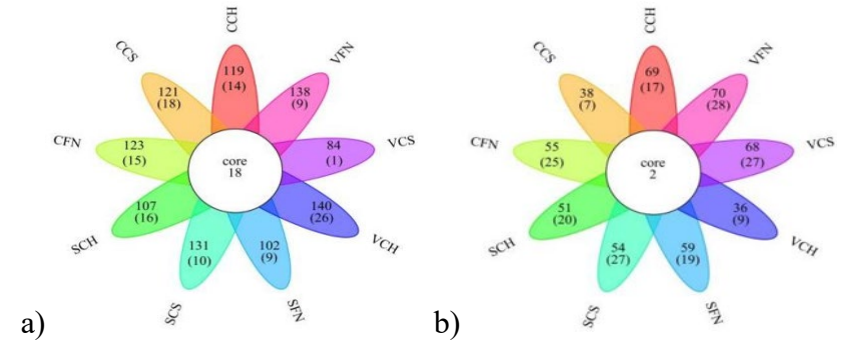 CCH
VFN
VCS
VCH
SFN
SCS
SCH
CFN
CCS
119
(14)
138
(9)
84
(1)
140
(26)
102
(9)
131
(10)
107
(16)
123
(15)
121
(18)
core
18
a)
CCH
VFN
VCS
VCH
SFN
SCS
SCH
CFN
CCS
69
(17)
70
(28)
68
(27)
36
(9)
59
(19)
54
(27)
51
(20)
55
(25)
38
(7)
core
2
b)